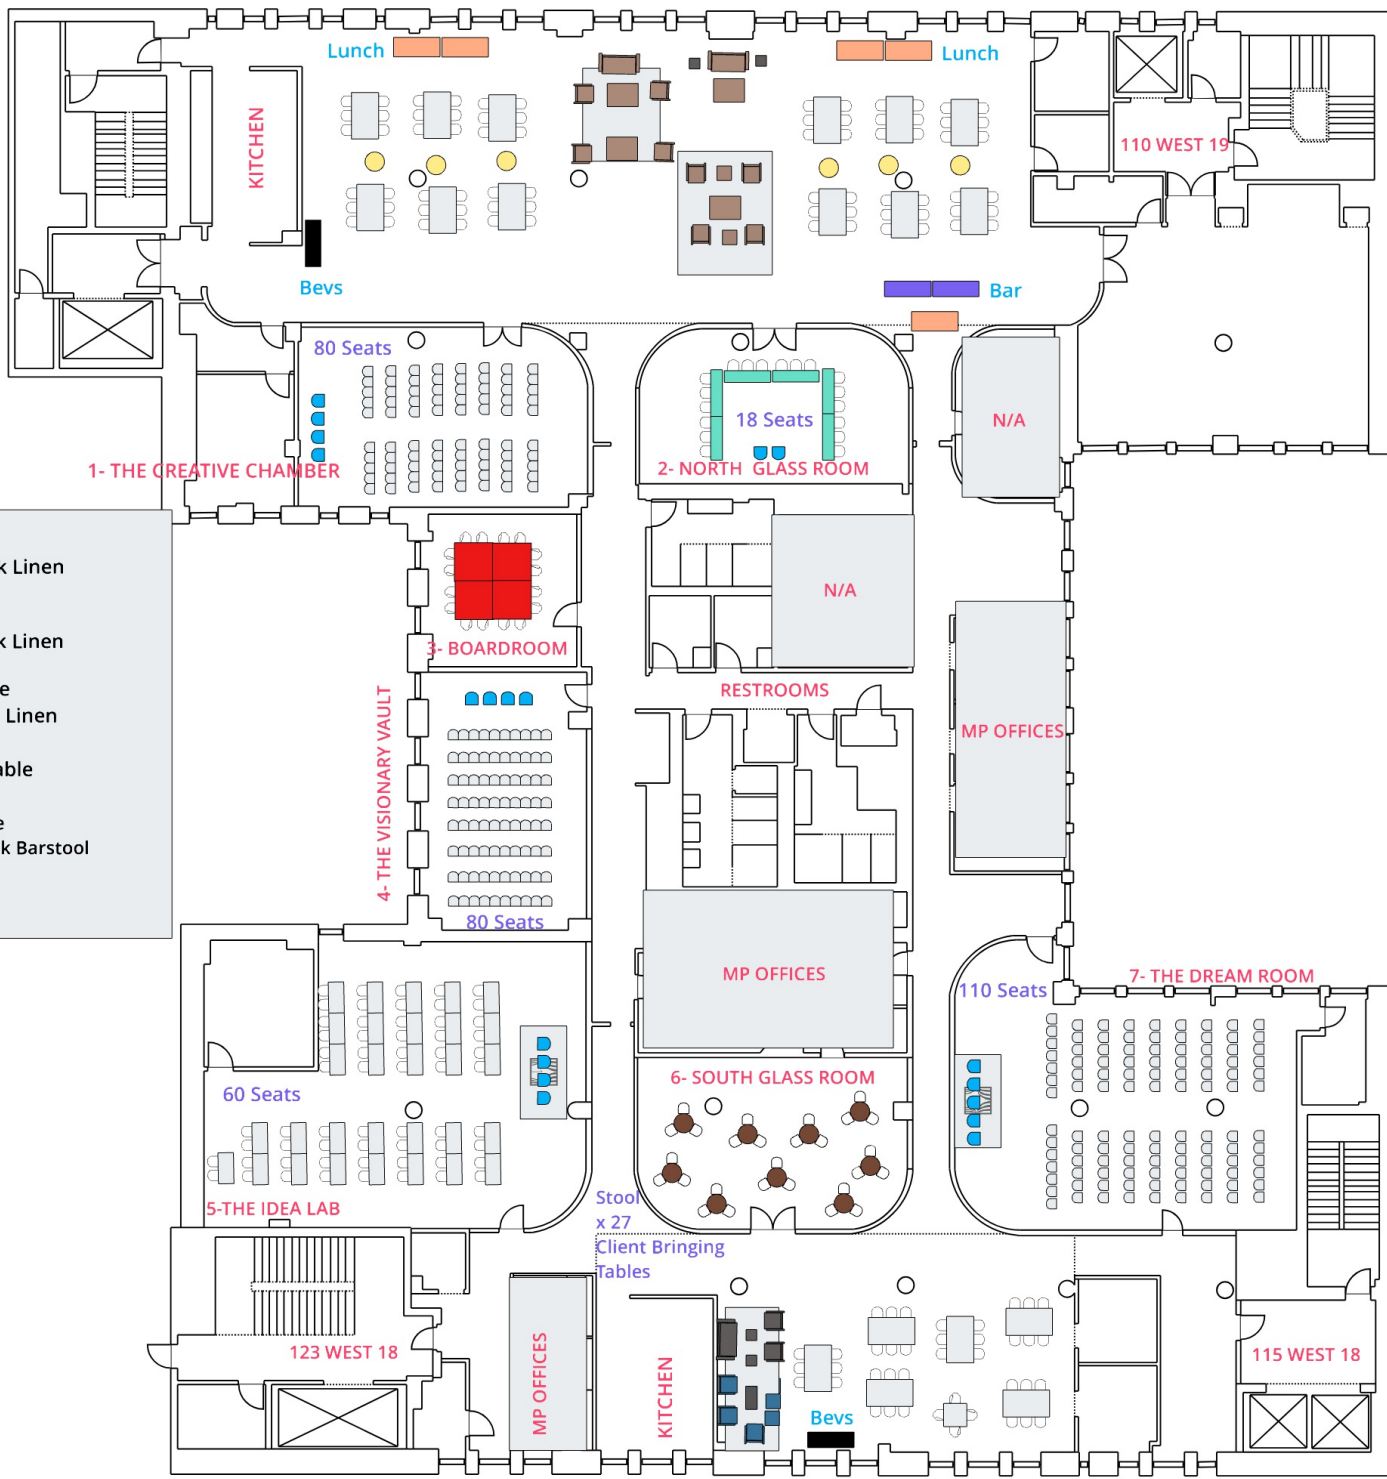 Lunch
Lunch
KITCHEN
110 WEST 19
Bevs
Bar
80 Seats
N/A
18 Seats
1- THE CREATIVE CHAMBER
2- NORTH GLASS ROOM
Linen
N/A
Linen
3- BOARDROOM
RESTROOMS
Linen
MP OFFICES
4- THE VISIONARY VAULT
Barstool
80 Seats
MP OFFICES
7- THE DREAM ROOM
110 Seats
6- SOUTH GLASS ROOM
60 Seats
5-THE IDEA LAB
Stool
x 27
Client Bringing
Tables
123 WEST 18
MP OFFICES
KITCHEN
115 WEST 18
Bevs